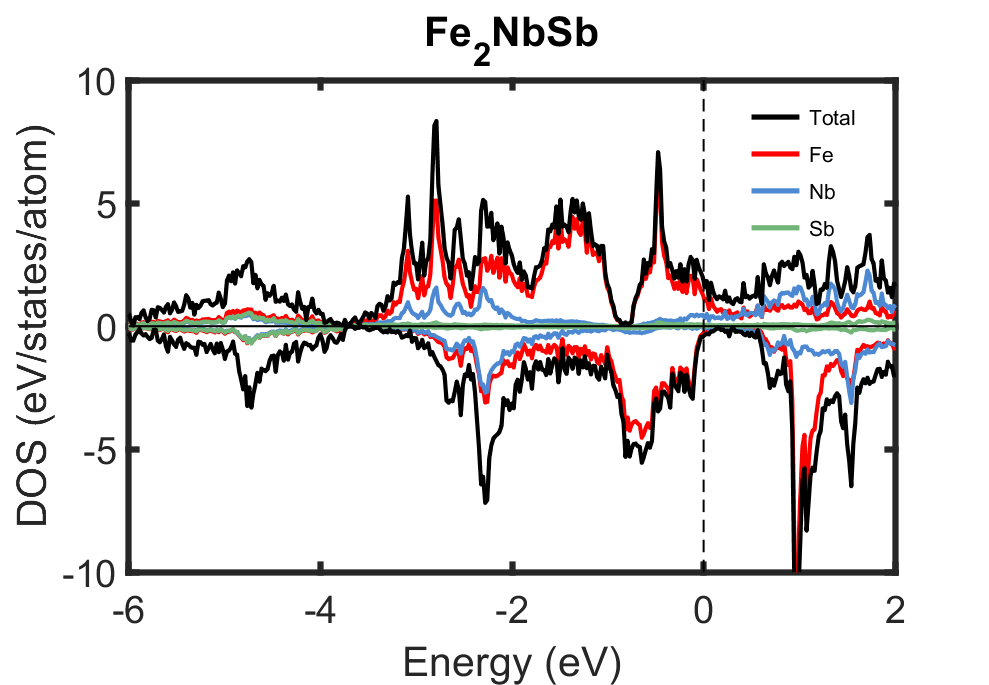 Fe2NbSb
10
5
0
-5
-10
DOS (eV/states/atom)
Total
Fe
Nb
Sb
-6 -4 -2 0 2
Energy (eV)